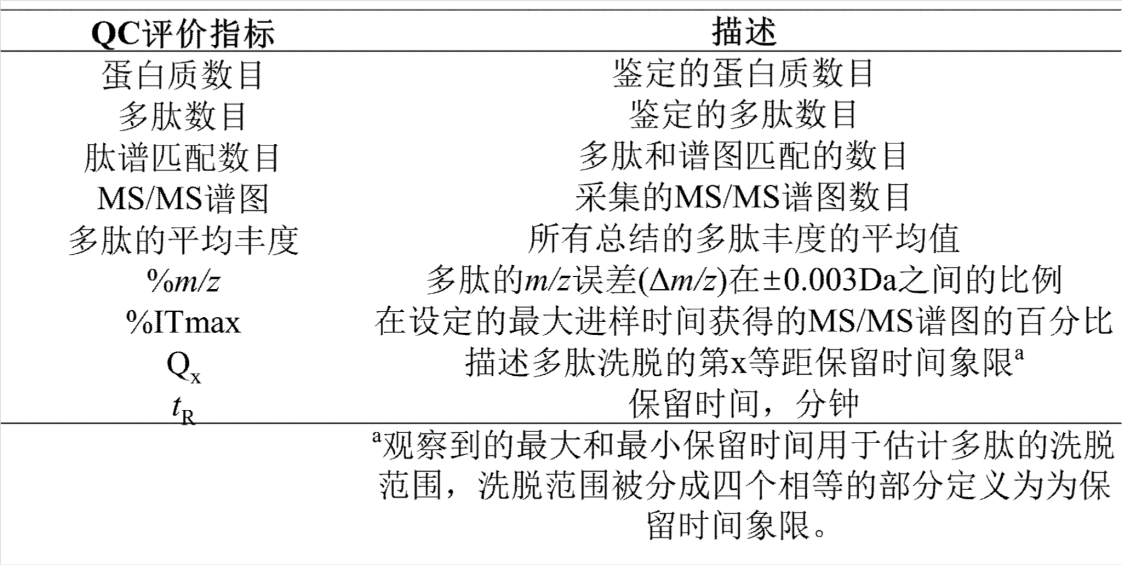 QC评价指标 描述
蛋白质数目 鉴定的蛋白质数目
多肽数目 鉴定的多肽数目
肽谱匹配数目 多肽和谱图匹配的数目
MS/MS谱图 采集的MS/MS谱图数目
多肽的平均丰度 所有总结的多肽丰度的平均值
%m/z 多肽的m/z误差(Δm/z)在±0.003Da之间的比例
%ITmax 在设定的最大进样时间获得的MS/MS谱图的百分比
Qx 描述多肽洗脱的第x等距保留时间象限a
tR 保留时间，分钟
a观察到的最大和最小保留时间用于估计多肽的洗脱
范围，洗脱范围被分成四个相等的部分定义为为保
留时间象限。